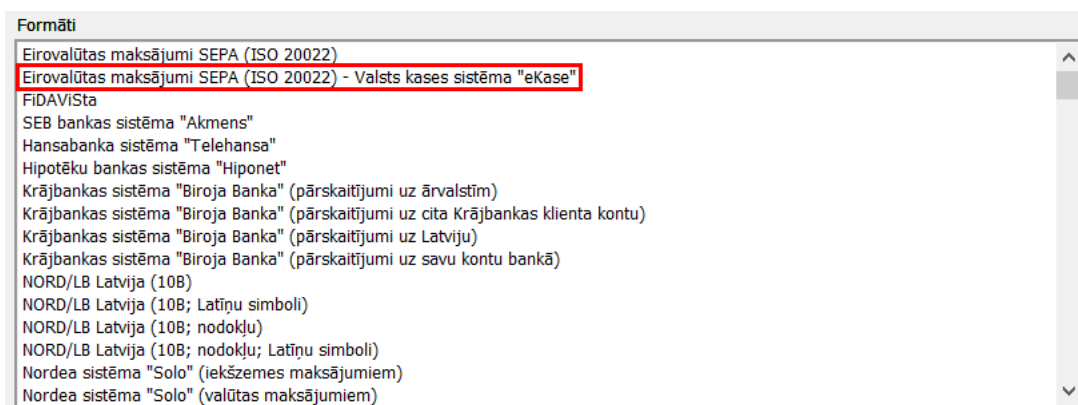 Formāti
Eirovalūtas maksājumi SEPA (ISO 20022)
Eirovalūtas maksājumi SEPA (ISO 20022) - Valsts kases sistēma "eKase"
FiDAViSta
SEB bankas sistēma "Akmens"
Hansabanka sistēma "Telehansa"
Hipotēku bankas sistēma "Hiponet"
Krājbankas sistēma "Biroja Banka" (pārskaitījumi uz ārvalstīm)
Krājbankas sistēma "Biroja Banka" (pārskaitījumi uz cita Krājbankas klienta kontu)
Krājbankas sistēma "Biroja Banka" (pārskaitījumi uz Latviju)
Krājbankas sistēma "Biroja Banka" (pārskaitījumi uz savu kontu bankā)
NORD/LB Latvija (10B)
NORD/LB Latvija (10B; Latīņu simboli)
NORD/LB Latvija (10B; nodokļu)
NORD/LB Latvija (10B; nodokļu; Latīņu simboli)
Nordea sistēma "Solo" (iekšzemes maksājumiem)
Nordea sistēma "Solo" (valūtas maksājumiem)